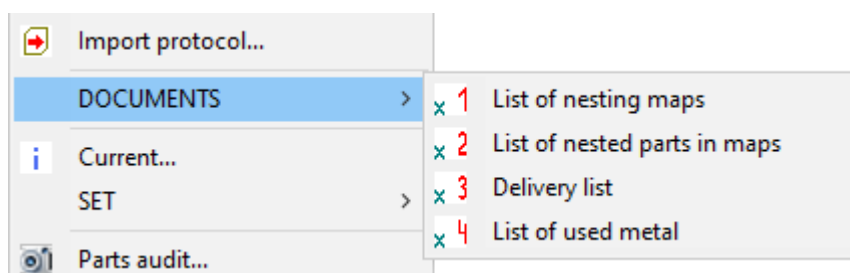 Import protocol...
DOCUMENTS >
x 1 List of nesting maps
x 2 List of nested parts in maps
x 3 Delivery list
x 4 List of used metal
i Current...
SET >
Parts audit...